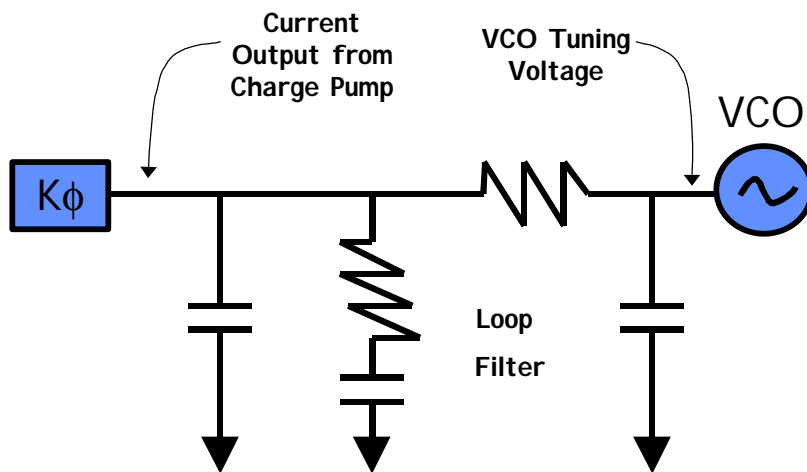 Current
Output from
Charge Pump
VCO Tuning
Voltage
VCO
Kϕ
Loop
Filter